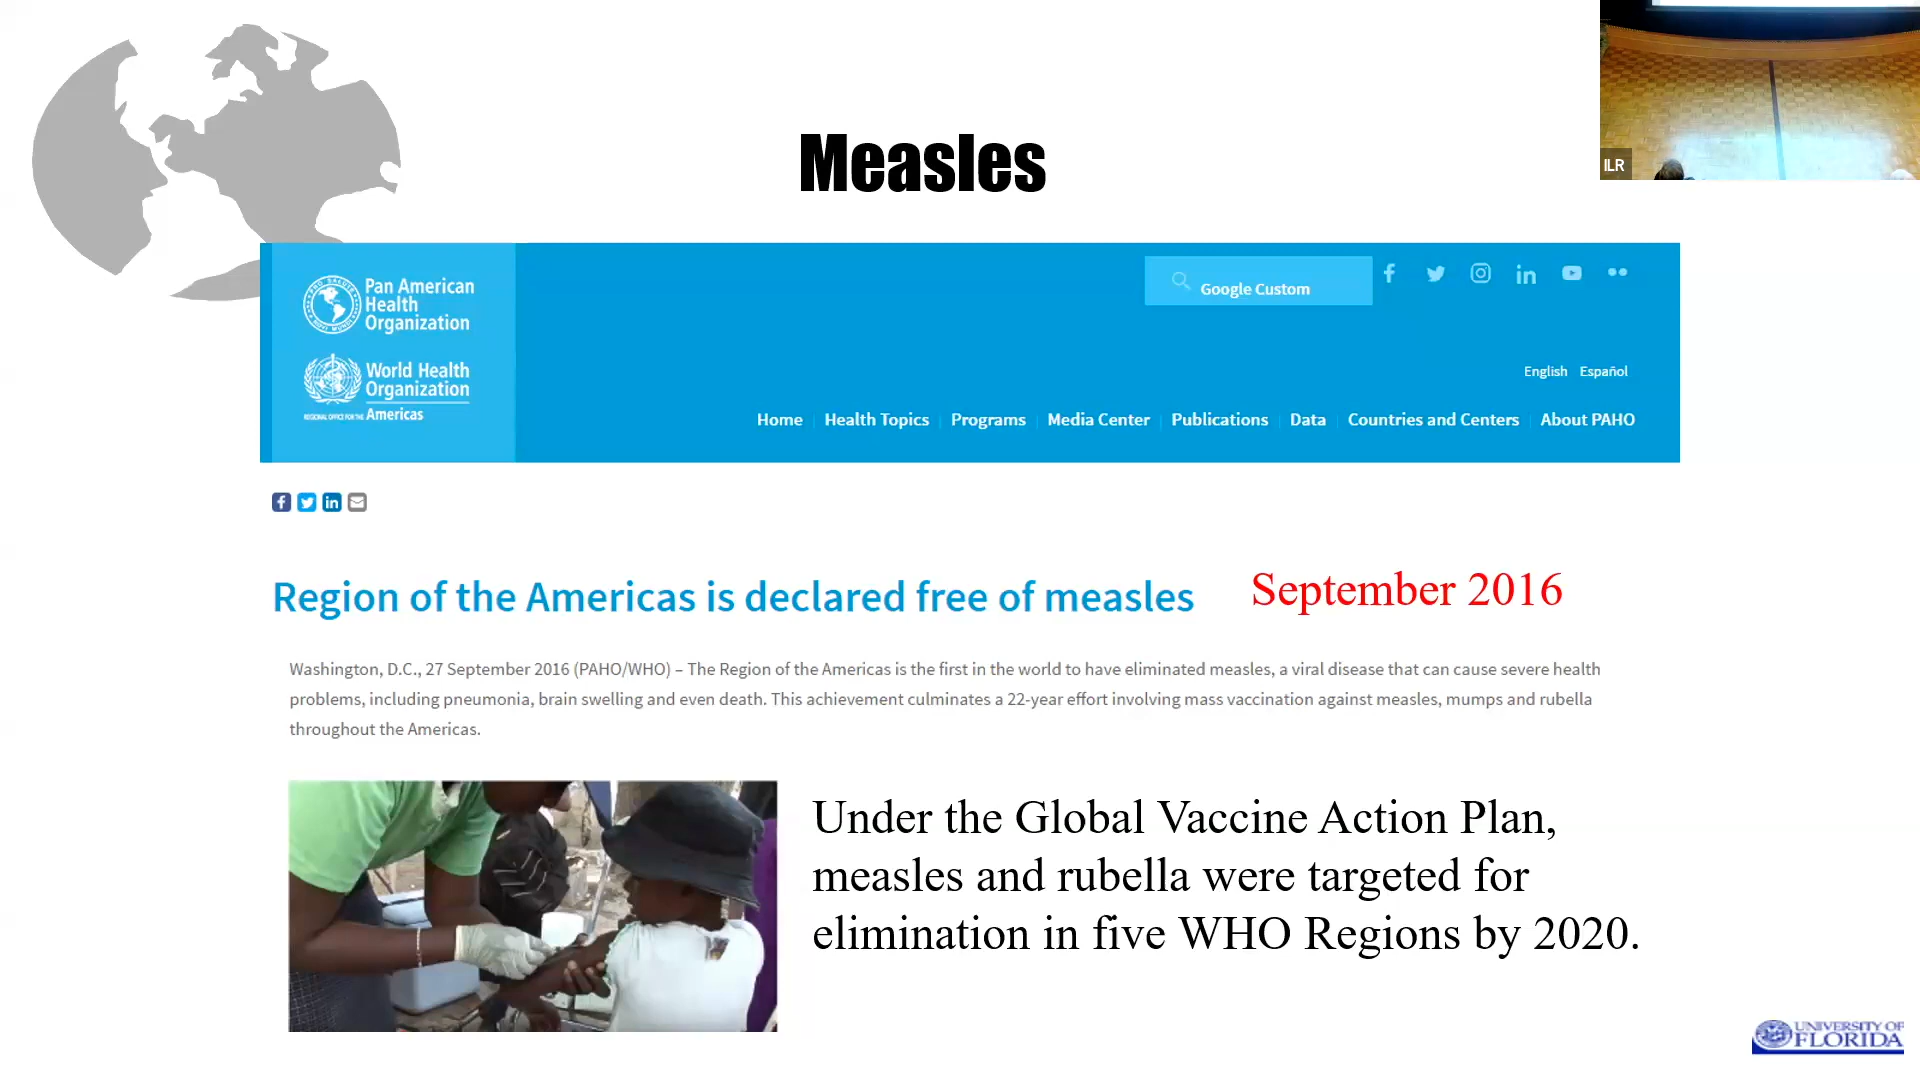 ILR
Measles
Pan American
Health
Organization
World Health
Organization
REGIONAL OFFICE FOR THE Americas
Google Custom
English Español
Home Health Topics Programs Media Center Publications Data Countries and Centers About PAHO
Region of the Americas is declared free of measles
September 2016
Washington, D.C., 27 September 2016 (PAHO/WHO) – The Region of the Americas is the first in the world to have eliminated measles, a viral disease that can cause severe health
problems, including pneumonia, brain swelling and even death. This achievement culminates a 22-year effort involving mass vaccination against measles, mumps and rubella
throughout the Americas.
Under the Global Vaccine Action Plan,
measles and rubella were targeted for
elimination in five WHO Regions by 2020.
UNIVERSITY OF
FLORIDA